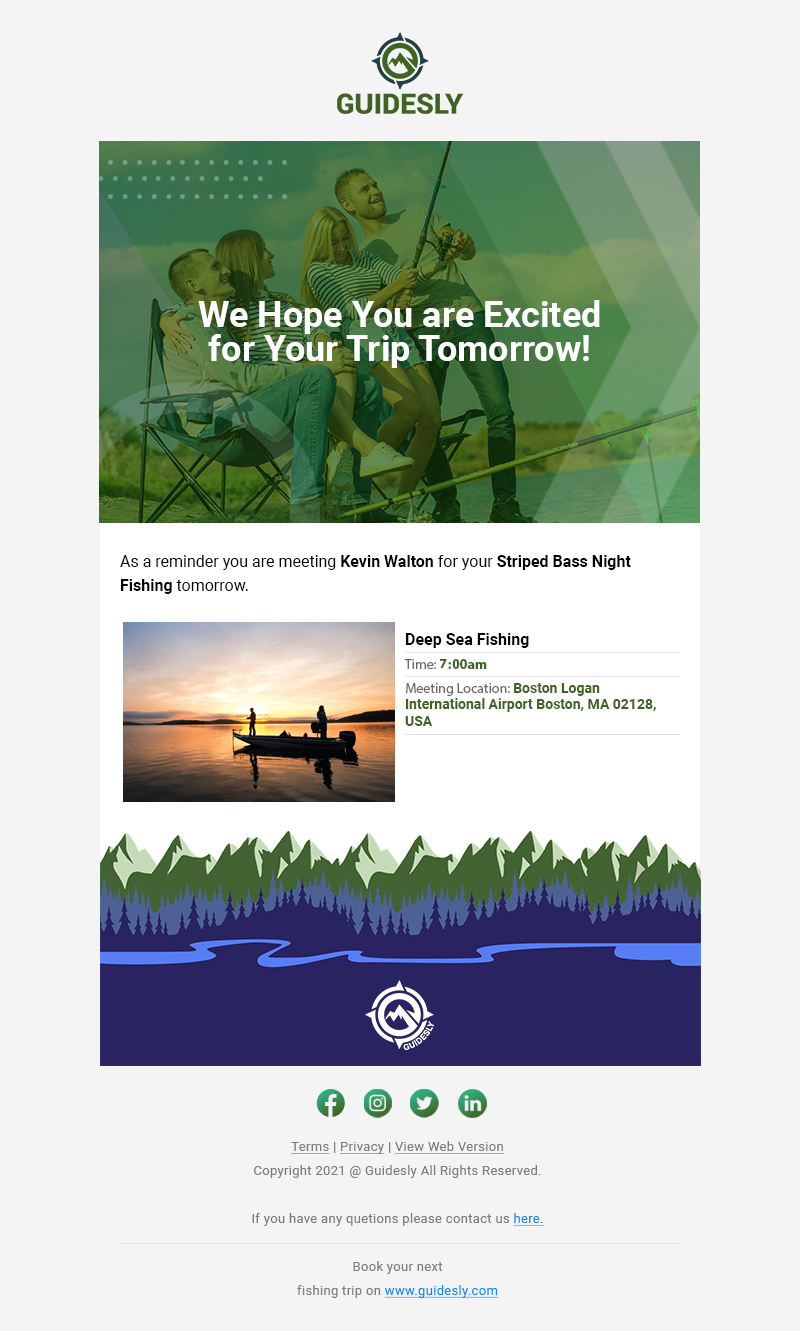 GUIDESLY
We Hope You are Excited
for Your Trip Tomorrow!
As a reminder you are meeting Kevin Walton for your Striped Bass Night
Fishing tomorrow.
Deep Sea Fishing
Time: 7:00am
Meeting Location: Boston Logan
International Airport Boston, MA 02128,
USA
GUIDESLY
Terms | Privacy | View Web Version
Copyright 2021 @ Guidesly All Rights Reserved.
If you have any quetions please contact us here.
Book your next
fishing trip on www.guidesly.com